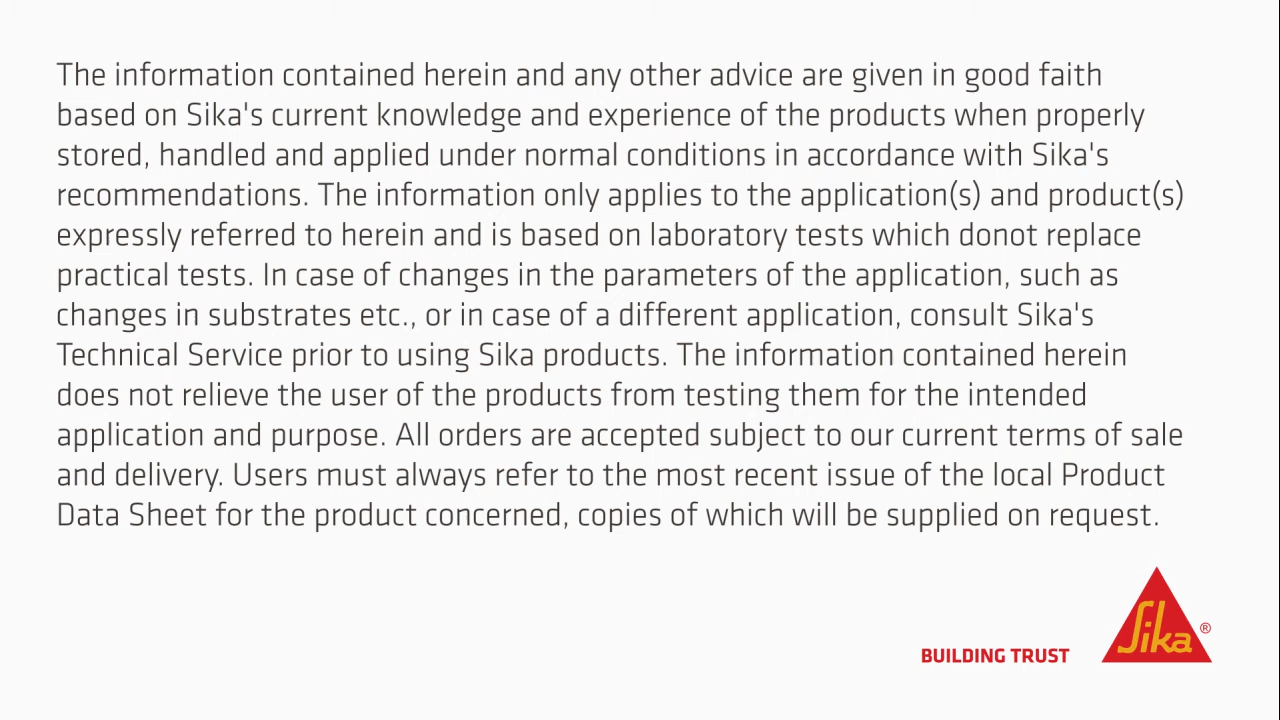 The information contained herein and any other advice are given in good faith
based on Sika's current knowledge and experience of the products when properly
stored, handled and applied under normal conditions in accordance with Sika's
recommendations. The information only applies to the application(s) and product(s)
expressly referred to herein and is based on laboratory tests which donot replace
practical tests. In case of changes in the parameters of the application, such as
changes in substrates etc., or in case of a different application, consult Sika's
Technical Service prior to using Sika products. The information contained herein
does not relieve the user of the products from testing them for the intended
application and purpose. All orders are accepted subject to our current terms of sale
and delivery. Users must always refer to the most recent issue of the local Product
Data Sheet for the product concerned, copies of which will be supplied on request.
BUILDING TRUST
Sika®